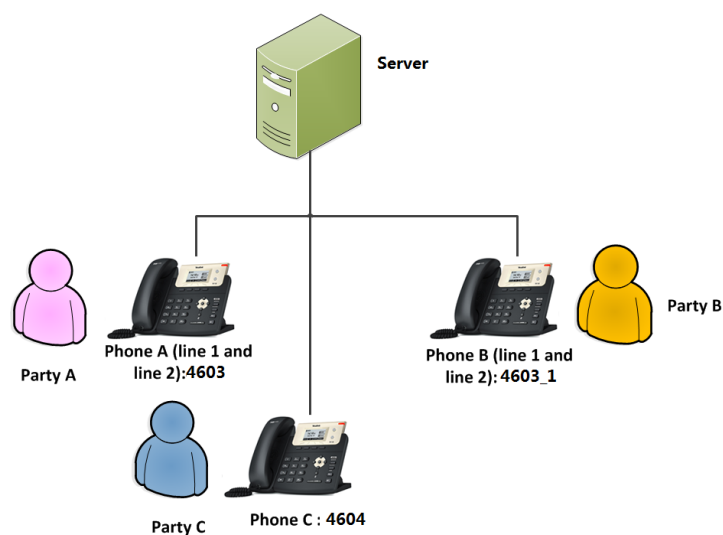 Server
Party A
Phone A (line 1 and
line 2):4603
Phone B (line 1 and
line 2): 4603_1
Party B
Party C
Phone C : 4604